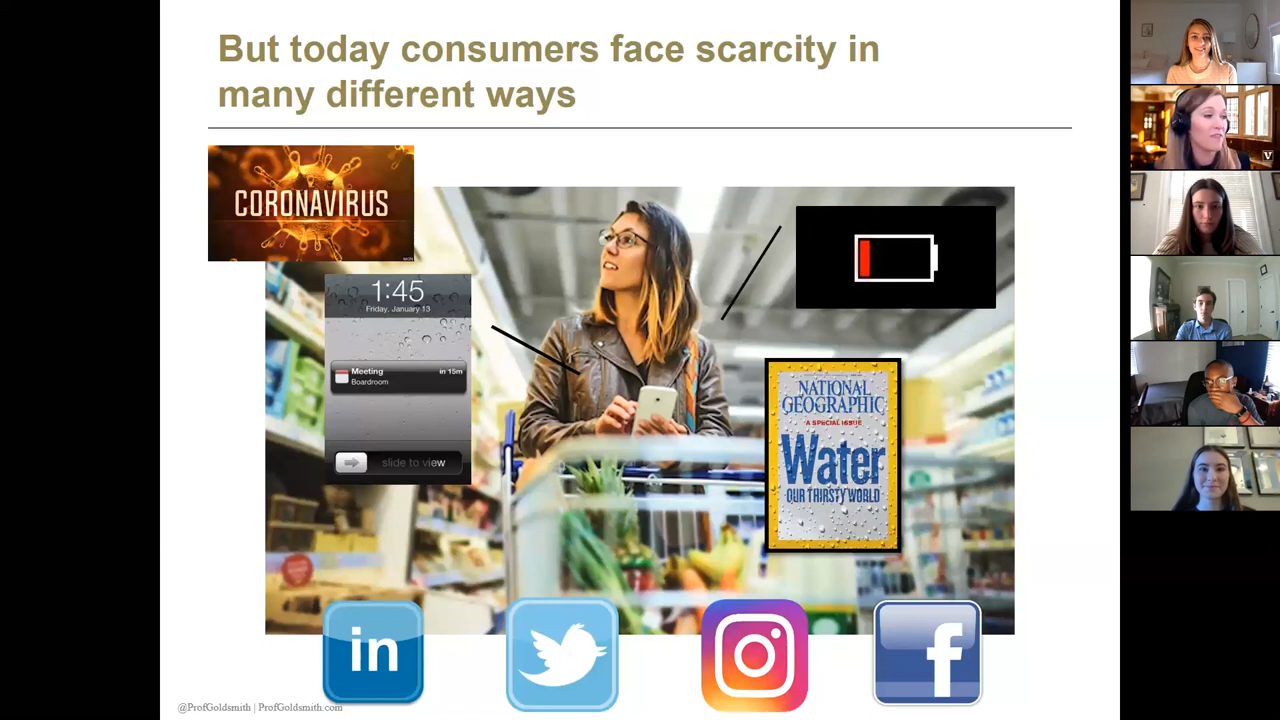 But today consumers face scarcity in
many different ways
CORONAVIRUS
1:45
Friday, January 13
Meeting
in 15m
Boardroom
slide to view
NATIONAL
GEOGRAPHIC
A SPECIAL ISSUE
Water
OUR THIRSTY WORLD
in
f
V
@ProfGoldsmith | ProfGoldsmith.com